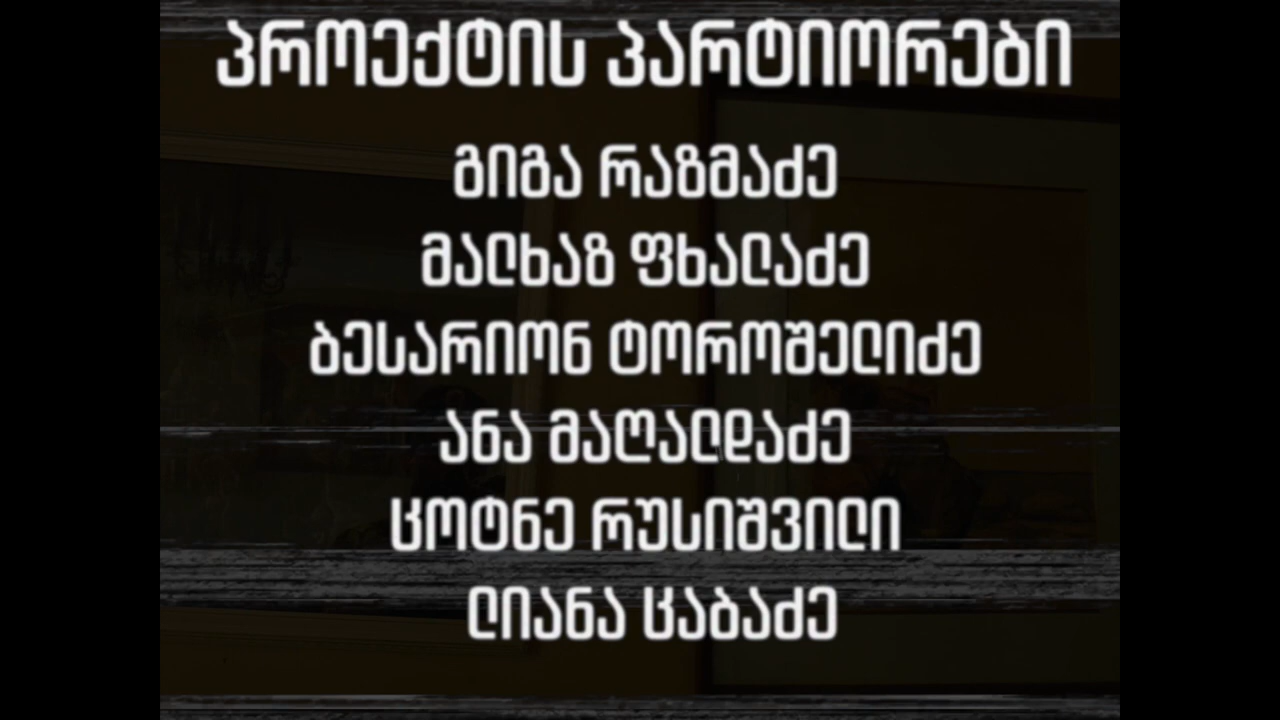 პროექტის პარტიორები
გიგა რაზმაძე
მალხაზ ფხალაძე
ბესარიონ ტოროშელიძე
ანა მაღალდაძე
ცოტნე რუსიშვილი
ლიანა ცაბაძე